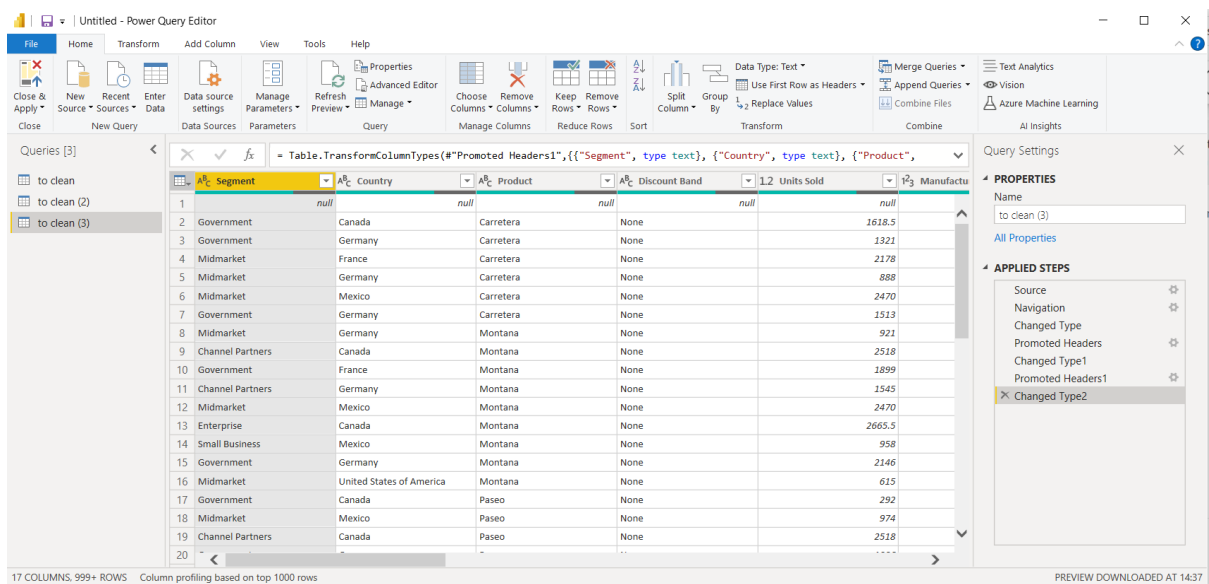 Untitled - Power Query Editor
File Home Transform Add Column View Tools Help
Close & Apply
New Source
Recent Sources
Enter Data
Data source settings
Manage Parameters
Refresh Preview
Properties
Advanced Editor
Manage
Choose Columns
Remove Columns
Keep Rows
Remove Rows
Split Column
Group By
Data Type: Text
Use First Row as Headers
Replace Values
Merge Queries
Append Queries
Combine Files
Text Analytics
Vision
Azure Machine Learning
Close New Query Data Sources Parameters Query Manage Columns Reduce Rows Sort Transform Combine AI Insights
Queries [3]
to clean
to clean (2)
to clean (3)
fx = Table.TransformColumnTypes(#"Promoted Headers1",{{"Segment", type text}, {"Country", type text}, {"Product",
ABC Segment ABC Country ABC Product ABC Discount Band 1.2 Units Sold 123 Manufactu
1 null null null null null
2 Government Canada Carretera None 1618.5
3 Government Germany Carretera None 1321
4 Midmarket France Carretera None 2178
5 Midmarket Germany Carretera None 888
6 Midmarket Mexico Carretera None 2470
7 Government Germany Carretera None 1513
8 Midmarket Germany Montana None 921
9 Channel Partners Canada Montana None 2518
10 Government France Montana None 1899
11 Channel Partners Germany Montana None 1545
12 Midmarket Mexico Montana None 2470
13 Enterprise Canada Montana None 2665.5
14 Small Business Mexico Montana None 958
15 Government Germany Montana None 2146
16 Midmarket United States of America Montana None 615
17 Government Canada Paseo None 292
18 Midmarket Mexico Paseo None 974
19 Channel Partners Canada Paseo None 2518
20
Query Settings
PROPERTIES
Name
to clean (3)
All Properties
APPLIED STEPS
Source
Navigation
Changed Type
Promoted Headers
Changed Type1
Promoted Headers1
Changed Type2
17 COLUMNS, 999+ ROWS Column profiling based on top 1000 rows
PREVIEW DOWNLOADED AT 14:37